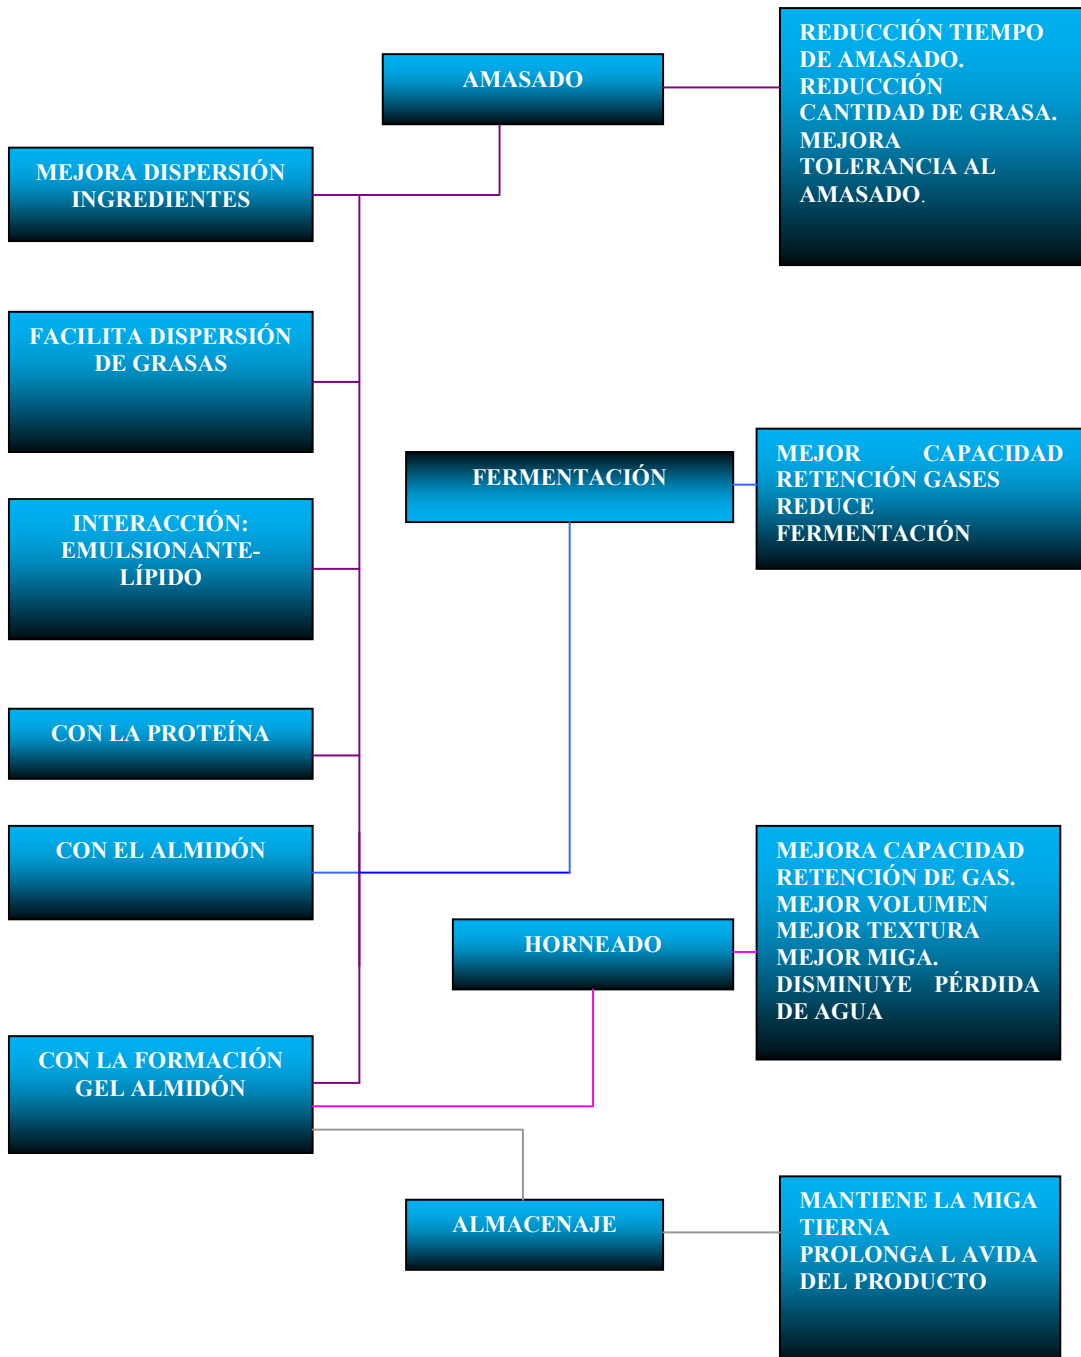 AMASADO
REDUCCIÓN TIEMPO
DE AMASADO.
REDUCCIÓN
CANTIDAD DE GRASA.
MEJORA
TOLERANCIA AL
AMASADO.
MEJORA DISPERSIÓN
INGREDIENTES
FACILITA DISPERSIÓN
DE GRASAS
INTERACCIÓN:
EMULSIONANTE-
LÍPIDO
FERMENTACIÓN
MEJOR CAPACIDAD
RETENCIÓN GASES
REDUCE
FERMENTACIÓN
CON LA PROTEÍNA
CON EL ALMIDÓN
HORNEADO
MEJORA CAPACIDAD
RETENCIÓN DE GAS.
MEJOR VOLUMEN
MEJOR TEXTURA
MEJOR MIGA.
DISMINUYE PÉRDIDA
DE AGUA
CON LA FORMACIÓN
GEL ALMIDÓN
ALMACENAJE
MANTIENE LA MIGA
TIERNA
PROLONGA L AVIDA
DEL PRODUCTO